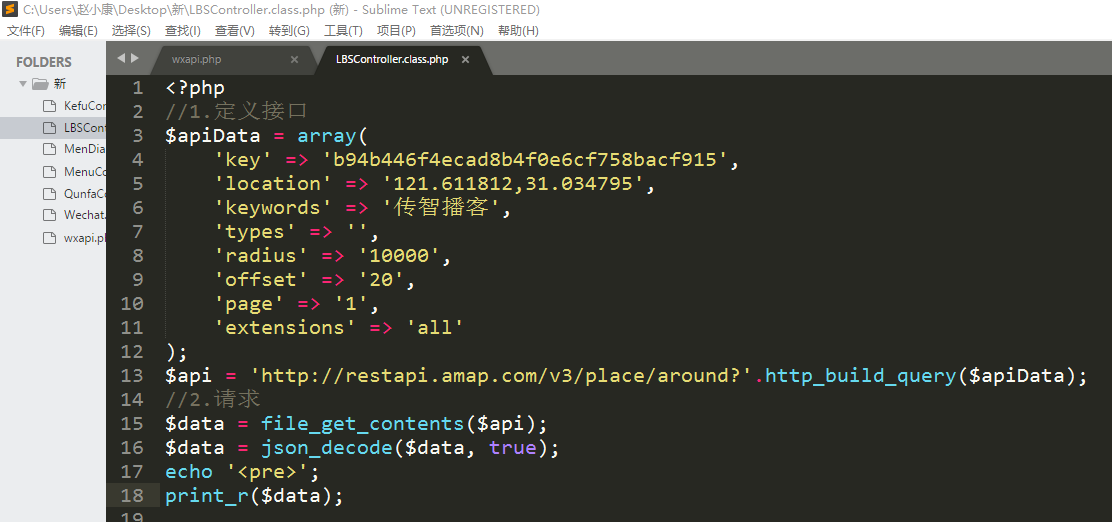 C:\Users\赵小康\Desktop\新\LBSController.class.php (新) - Sublime Text (UNREGISTERED)
文件(F) 编辑(E) 选择(S) 查找(I) 查看(V) 转到(G) 工具(T) 项目(P) 首选项(N) 帮助(H)
FOLDERS
新
KefuCor
LBSCont
MenDia
MenuCo
QunfaCo
Wechat.
wxapi.p
wxapi.php × LBSController.class.php ×
1 <?php
2 //1.定义接口
3 $apiData = array(
4 'key' => 'b94b446f4ecad8b4f0e6cf758bacf915',
5 'location' => '121.611812,31.034795',
6 'keywords' => '传智播客',
7 'types' => '',
8 'radius' => '10000',
9 'offset' => '20',
10 'page' => '1',
11 'extensions' => 'all'
12 );
13 $api = 'http://restapi.amap.com/v3/place/around?'.http_build_query($apiData);
14 //2.请求
15 $data = file_get_contents($api);
16 $data = json_decode($data, true);
17 echo '<pre>';
18 print_r($data);
19